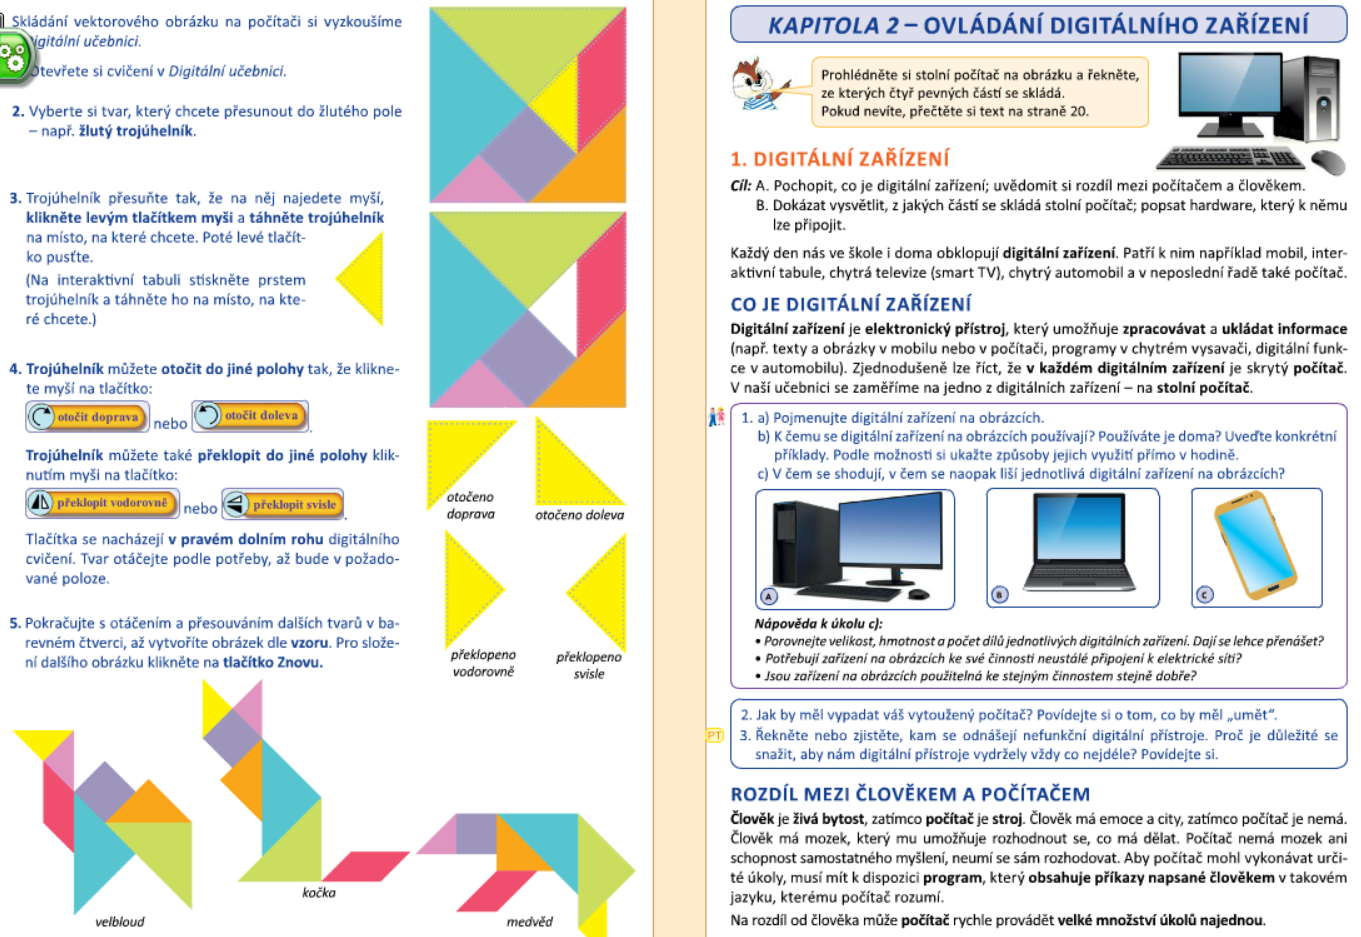 Skládání vektorového obrázku na počítači si vyzkoušíme
igitální učebnici.
Otevřete si cvičení v Digitální učebnici.
2. Vyberte si tvar, který chcete přesunout do žlutého pole
– např. žlutý trojúhelník.
3. Trojúhelník přesuňte tak, že na něj najedete myší,
klikněte levým tlačítkem myši a táhněte trojúhelník
na místo, na které chcete. Poté levé tlačít-
ko pusťte.
(Na interaktivní tabuli stiskněte prstem
trojúhelník a táhněte ho na místo, na kte-
ré chcete.)
4. Trojúhelník můžete otočit do jiné polohy tak, že klikne-
te myší na tlačítko:
otočit doprava nebo otočit doleva.
Trojúhelník můžete také překlopit do jiné polohy klik-
nutím myši na tlačítko:
překlopit vodorovně nebo překlopit svisle.
Tlačítka se nacházejí v pravém dolním rohu digitálního
cvičení. Tvar otáčejte podle potřeby, až bude v požado-
vané poloze.
5. Pokračujte s otáčením a přesouváním dalších tvarů v ba-
revném čtverci, až vytvoříte obrázek dle vzoru. Pro slože-
ní dalšího obrázku klikněte na tlačítko Znovu.
otočeno
doprava
otočeno doleva
překlopeno
vodorovně
překlopeno
svisle
velbloud
kočka
medvěd
KAPITOLA 2 – OVLÁDÁNÍ DIGITÁLNÍHO ZAŘÍZENÍ
Prohlédněte si stolní počítač na obrázku a řekněte,
ze kterých čtyř pevných částí se skládá.
Pokud nevíte, přečtěte si text na straně 20.
1. DIGITÁLNÍ ZAŘÍZENÍ
Cíl: A. Pochopit, co je digitální zařízení; uvědomit si rozdíl mezi počítačem a člověkem.
B. Dokázat vysvětlit, z jakých částí se skládá stolní počítač; popsat hardware, který k němu
lze připojit.
Každý den nás ve škole i doma obklopují digitální zařízení. Patří k nim například mobil, inter-
aktivní tabule, chytrá televize (smart TV), chytrý automobil a v neposlední řadě také počítač.
CO JE DIGITÁLNÍ ZAŘÍZENÍ
Digitální zařízení je elektronický přístroj, který umožňuje zpracovávat a ukládat informace
(např. texty a obrázky v mobilu nebo v počítači, programy v chytrém vysavači, digitální funk-
ce v automobilu). Zjednodušeně lze říct, že v každém digitálním zařízení je skrytý počítač.
V naší učebnici se zaměříme na jedno z digitálních zařízení – na stolní počítač.
1. a) Pojmenujte digitální zařízení na obrázcích.
b) K čemu se digitální zařízení na obrázcích používají? Používáte je doma? Uveďte konkrétní
příklady. Podle možnosti si ukažte způsoby jejich využití přímo v hodině.
c) V čem se shodují, v čem se naopak liší jednotlivá digitální zařízení na obrázcích?
A
B
C
Nápověda k úkolu c):
• Porovnejte velikost, hmotnost a počet dílů jednotlivých digitálních zařízení. Dají se lehce přenášet?
• Potřebují zařízení na obrázcích ke své činnosti neustálé připojení k elektrické síti?
• Jsou zařízení na obrázcích použitelná ke stejným činnostem stejně dobře?
2. Jak by měl vypadat váš vytoužený počítač? Povídejte si o tom, co by měl „umět“.
PT
3. Řekněte nebo zjistěte, kam se odnášejí nefunkční digitální přístroje. Proč je důležité se
snažit, aby nám digitální přístroje vydržely vždy co nejdéle? Povídejte si.
ROZDÍL MEZI ČLOVĚKEM A POČÍTAČEM
Člověk je živá bytost, zatímco počítač je stroj. Člověk má emoce a city, zatímco počítač je nemá.
Člověk má mozek, který mu umožňuje rozhodnout se, co má dělat. Počítač nemá mozek ani
schopnost samostatného myšlení, neumí se sám rozhodovat. Aby počítač mohl vykonávat urči-
té úkoly, musí mít k dispozici program, který obsahuje příkazy napsané člověkem v takovém
jazyku, kterému počítač rozumí.
Na rozdíl od člověka může počítač rychle provádět velké množství úkolů najednou.